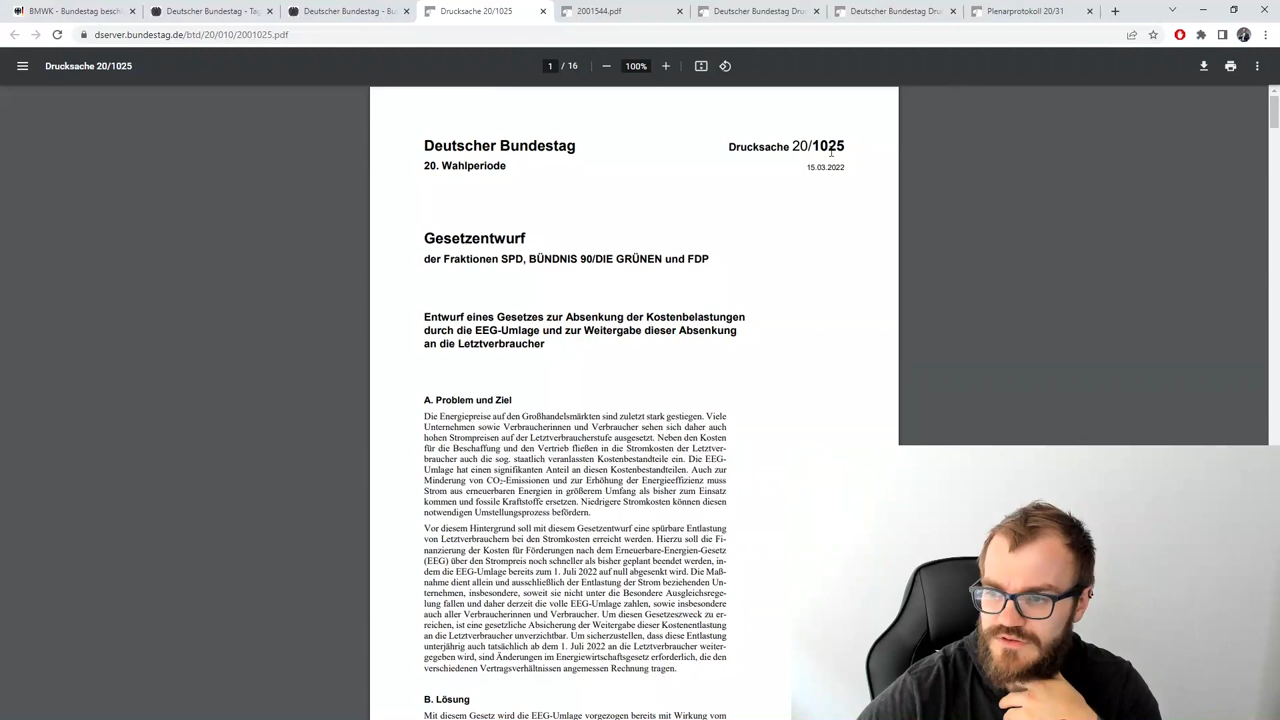 BMWK - Bundestag besch
Deutscher Bundestag - Tag
Deutscher Bundestag - Bun
Drucksache 20/1025
2001544.pdf
Deutscher Bundestag Druc
Deutscher Bundestag Druc
Plenarprotokoll 20/31
dserver.bundestag.de/btd/20/010/2001025.pdf
Drucksache 20/1025
1 / 16
100%
Deutscher Bundestag
Drucksache 20/1025
20. Wahlperiode
15.03.2022
Gesetzentwurf
der Fraktionen SPD, BÜNDNIS 90/DIE GRÜNEN und FDP
Entwurf eines Gesetzes zur Absenkung der Kostenbelastungen
durch die EEG-Umlage und zur Weitergabe dieser Absenkung
an die Letztverbraucher
A. Problem und Ziel
Die Energiepreise auf den Großhandelsmärkten sind zuletzt stark gestiegen. Viele
Unternehmen sowie Verbraucherinnen und Verbraucher sehen sich daher auch
hohen Strompreisen auf der Letztverbraucherstufe ausgesetzt. Neben den Kosten
für die Beschaffung und den Vertrieb fließen in die Stromkosten der Letztver-
braucher auch die sog. staatlich veranlassten Kostenbestandteile ein. Die EEG-
Umlage hat einen signifikanten Anteil an diesen Kostenbestandteilen. Auch zur
Minderung von CO₂-Emissionen und zur Erhöhung der Energieeffizienz muss
Strom aus erneuerbaren Energien in größerem Umfang als bisher zum Einsatz
kommen und fossile Kraftstoffe ersetzen. Niedrigere Stromkosten können diesen
notwendigen Umstellungsprozess befördern.
Vor diesem Hintergrund soll mit diesem Gesetzentwurf eine spürbare Entlastung
von Letztverbrauchern bei den Stromkosten erreicht werden. Hierzu soll die Fi-
nanzierung der Kosten für Förderungen nach dem Erneuerbare-Energien-Gesetz
(EEG) über den Strompreis noch schneller als bisher geplant beendet werden, in-
dem die EEG-Umlage bereits zum 1. Juli 2022 auf null abgesenkt wird. Die Maß-
nahme dient allein und ausschließlich der Entlastung der Strom beziehenden Un-
ternehmen, insbesondere, soweit sie nicht unter die Besondere Ausgleichsrege-
lung fallen und daher derzeit die volle EEG-Umlage zahlen, sowie insbesondere
auch aller Verbraucherinnen und Verbraucher. Um diesen Gesetzeszweck zu er-
reichen, ist eine gesetzliche Absicherung der Weitergabe dieser Kostenentlastung
an die Letztverbraucher unverzichtbar. Um sicherzustellen, dass diese Entlastung
unterjährig auch tatsächlich ab dem 1. Juli 2022 an die Letztverbraucher weiter-
gegeben wird, sind Änderungen im Energiewirtschaftsgesetz erforderlich, die den
verschiedenen Vertragsverhältnissen angemessen Rechnung tragen.
B. Lösung
Mit diesem Gesetz wird die EEG-Umlage vorgezogen bereits mit Wirkung vom